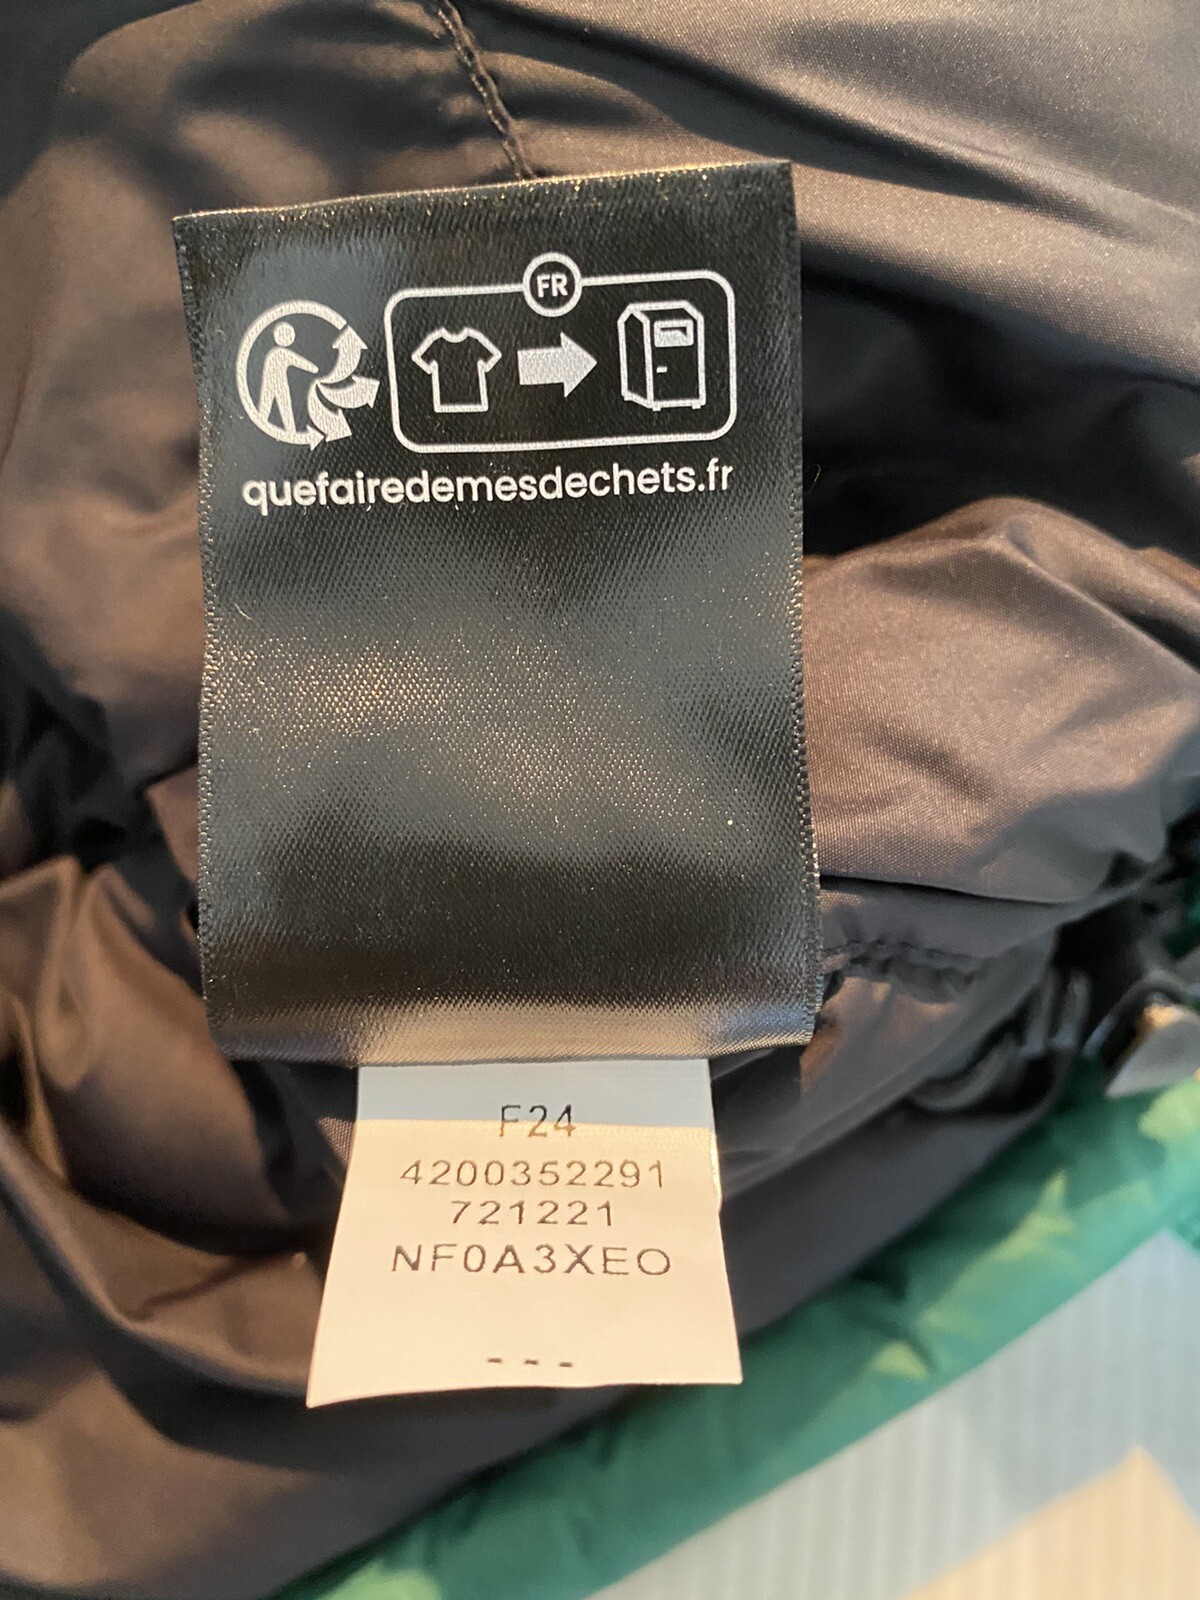 FR
quefairedemesdechets.fr
F24
4200352291
721221
NF0A3XEO
---